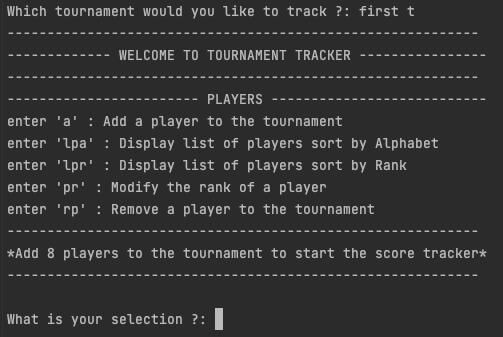 Which tournament would you like to track ?: first t
-----------------------------------------------------------
------------- WELCOME TO TOURNAMENT TRACKER ----------------
-----------------------------------------------------------
------------------------ PLAYERS ---------------------------
enter 'a' : Add a player to the tournament
enter 'lpa' : Display list of players sort by Alphabet
enter 'lpr' : Display list of players sort by Rank
enter 'pr' : Modify the rank of a player
enter 'rp' : Remove a player to the tournament
-----------------------------------------------------------
*Add 8 players to the tournament to start the score tracker*
-----------------------------------------------------------
What is your selection ?: